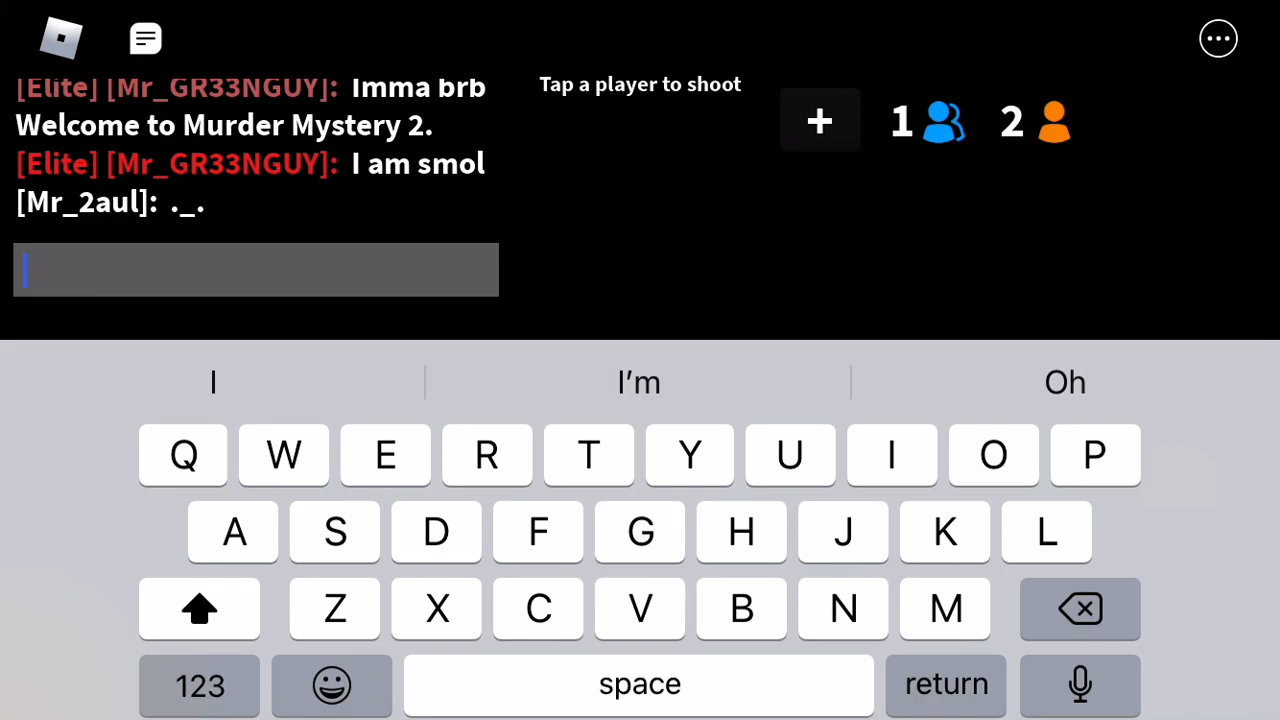 [Elite] [Mr_GR33NGUY]: Imma brb
Welcome to Murder Mystery 2.
[Elite] [Mr_GR33NGUY]: I am smol
[Mr_2aul]: ._.
Tap a player to shoot
+ 1 2
I I'm Oh
Q W E R T Y U I O P
A S D F G H J K L
Z X C V B N M
123 space return